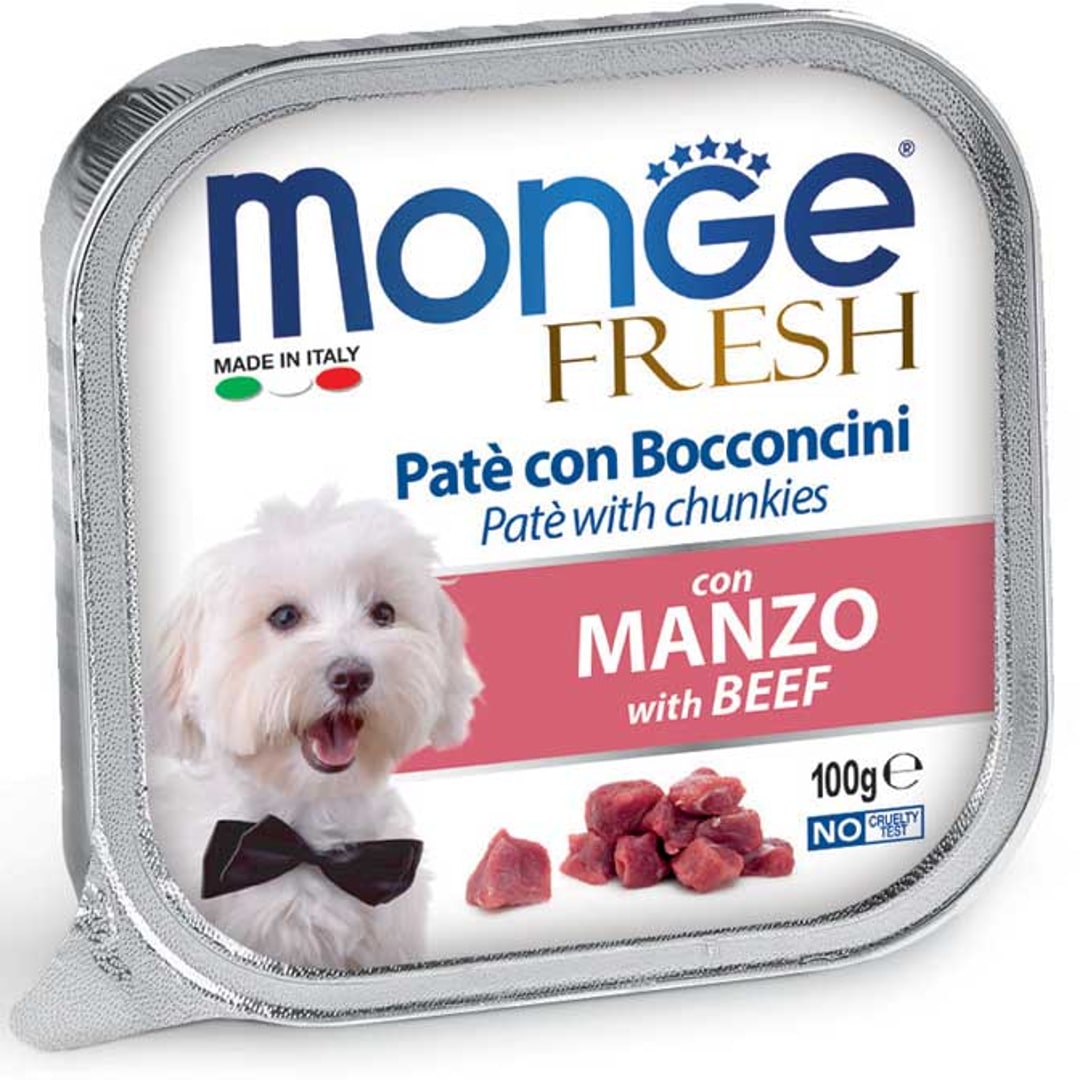 monGe®
FRESH
MADE IN ITALY
Patè con Bocconcini
Patè with chunkies
con
MANZO
with BEEF
100g ℮
NO CRUELTY
TEST